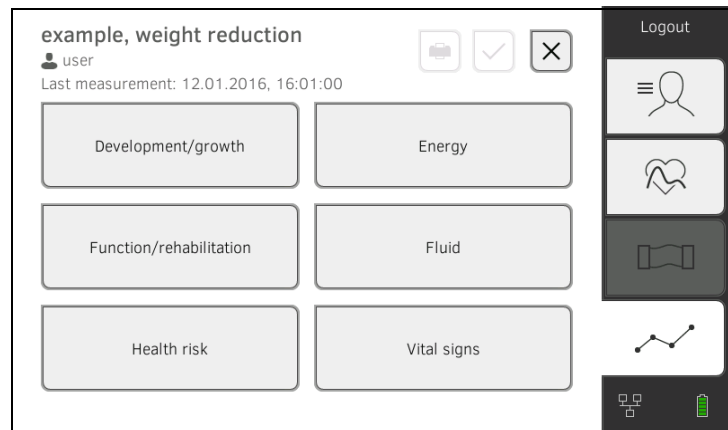 example, weight reduction
user
Last measurement: 12.01.2016, 16:01:00
Logout
Development/growth
Energy
Function/rehabilitation
Fluid
Health risk
Vital signs